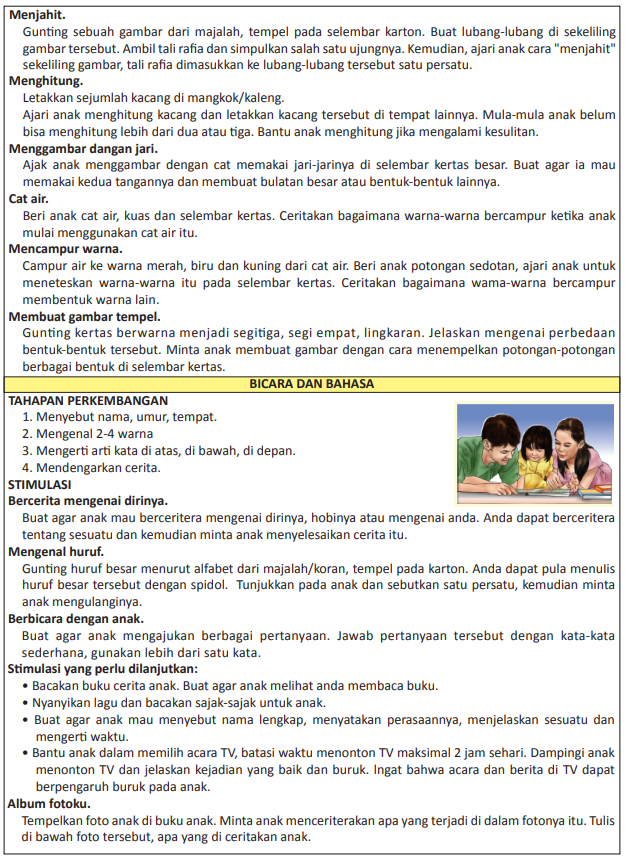 Menjahit.
Gunting sebuah gambar dari majalah, tempel pada selembar karton. Buat lubang-lubang di sekeliling
gambar tersebut. Ambil tali rafia dan simpulkan salah satu ujungnya. Kemudian, ajari anak cara "menjahit"
sekeliling gambar, tali rafia dimasukkan ke lubang-lubang tersebut satu persatu.
Menghitung.
Letakkan sejumlah kacang di mangkok/kaleng.
Ajari anak menghitung kacang dan letakkan kacang tersebut di tempat lainnya. Mula-mula anak belum
bisa menghitung lebih dari dua atau tiga. Bantu anak menghitung jika mengalami kesulitan.
Menggambar dangan jari.
Ajak anak menggambar dengan cat memakai jari-jarinya di selembar kertas besar. Buat agar ia mau
memakai kedua tangannya dan membuat bulatan besar atau bentuk-bentuk lainnya.
Cat air.
Beri anak cat air, kuas dan selembar kertas. Ceritakan bagaimana warna-warna bercampur ketika anak
mulai menggunakan cat air itu.
Mencampur warna.
Campur air ke warna merah, biru dan kuning dari cat air. Beri anak potongan sedotan, ajari anak untuk
meneteskan warna-warna itu pada selembar kertas. Ceritakan bagaimana wama-warna bercampur
membentuk warna lain.
Membuat gambar tempel.
Gunting kertas berwarna menjadi segitiga, segi empat, lingkaran. Jelaskan mengenai perbedaan
bentuk-bentuk tersebut. Minta anak membuat gambar dengan cara menempelkan potongan-potongan
berbagai bentuk di selembar kertas.
BICARA DAN BAHASA
TAHAPAN PERKEMBANGAN
1. Menyebut nama, umur, tempat.
2. Mengenal 2-4 warna
3. Mengerti arti kata di atas, di bawah, di depan.
4. Mendengarkan cerita.
STIMULASI
Bercerita mengenai dirinya.
Buat agar anak mau berceritera mengenai dirinya, hobinya atau mengenai anda. Anda dapat berceritera
tentang sesuatu dan kemudian minta anak menyelesaikan cerita itu.
Mengenal huruf.
Gunting huruf besar menurut alfabet dari majalah/koran, tempel pada karton. Anda dapat pula menulis
huruf besar tersebut dengan spidol. Tunjukkan pada anak dan sebutkan satu persatu, kemudian minta
anak mengulanginya.
Berbicara dengan anak.
Buat agar anak mengajukan berbagai pertanyaan. Jawab pertanyaan tersebut dengan kata-kata
sederhana, gunakan lebih dari satu kata.
Stimulasi yang perlu dilanjutkan:
• Bacakan buku cerita anak. Buat agar anak melihat anda membaca buku.
• Nyanyikan lagu dan bacakan sajak-sajak untuk anak.
• Buat agar anak mau menyebut nama lengkap, menyatakan perasaannya, menjelaskan sesuatu dan
mengerti waktu.
• Bantu anak dalam memilih acara TV, batasi waktu menonton TV maksimal 2 jam sehari. Dampingi anak
menonton TV dan jelaskan kejadian yang baik dan buruk. Ingat bahwa acara dan berita di TV dapat
berpengaruh buruk pada anak.
Album fotoku.
Tempelkan foto anak di buku anak. Minta anak menceriterakan apa yang terjadi di dalam fotonya itu. Tulis
di bawah foto tersebut, apa yang di ceritakan anak.